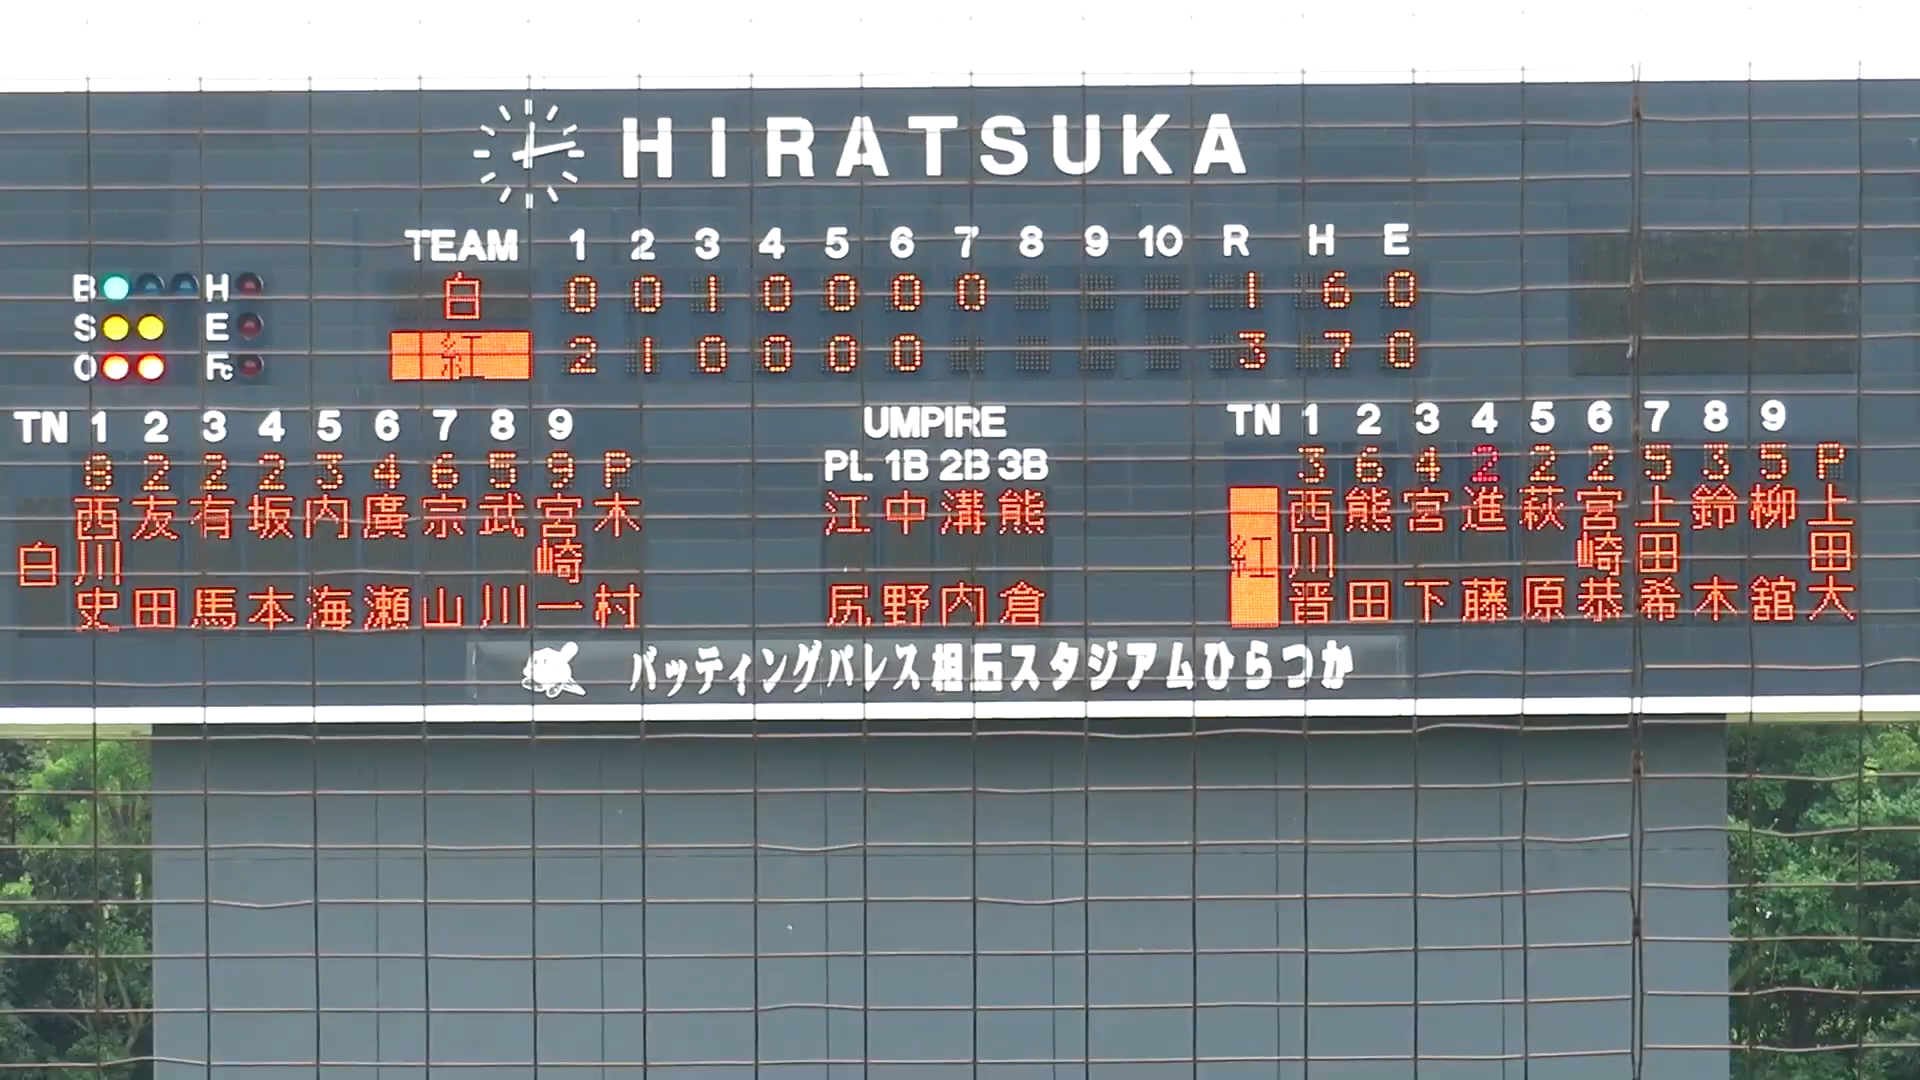 HIRATSUKA
TEAM 1 2 3 4 5 6 7 8 9 10 R H E
B H
白 0 0 1 0 0 0 0 1 6 0
S E
紅 2 1 0 0 0 0 3 7 0
O Fc
TN 1 2 3 4 5 6 7 8 9
8 2 2 2 3 4 6 5 9 P
白
西川史
友田
有馬
坂本
内海
廣瀬
宗山
武川
宮崎一
木村
UMPIRE
PL. 1B 2B 3B
江尻
中野
溝内
熊倉
TN 1 2 3 4 5 6 7 8 9
3 6 4 2 2 2 5 3 5 P
紅
西川晋
熊田
宮下
進藤
萩原
宮崎恭
上田希
鈴木
柳舘
上田大
バッティングパレス相石スタジアムひらつか